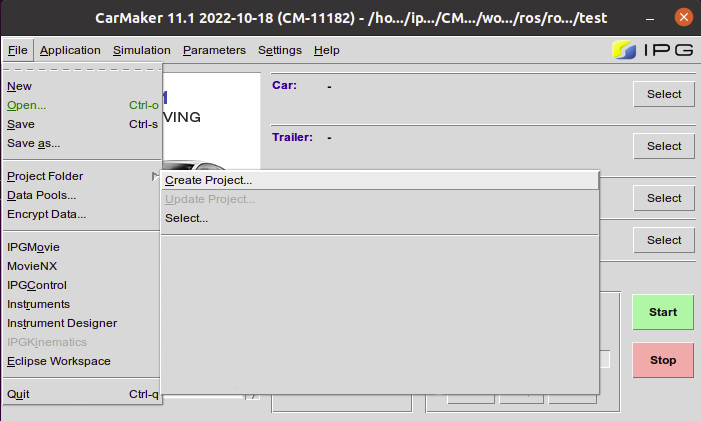 CarMaker 11.1 2022-10-18 (CM-11182) - /ho.../ip.../CM.../wo.../ros/ro.../test
File Application Simulation Parameters Settings Help
IPG
New
Open... Ctrl-o
Save Ctrl-s
Save as...
Project Folder
Data Pools...
Encrypt Data...
IPGMovie
MovieNX
IPGControl
Instruments
Instrument Designer
IPGKinematics
Eclipse Workspace
Quit Ctrl-q
Create Project...
Update Project...
Select...
VING
Car: - Select
Trailer: - Select
Select
Select
Start
Stop